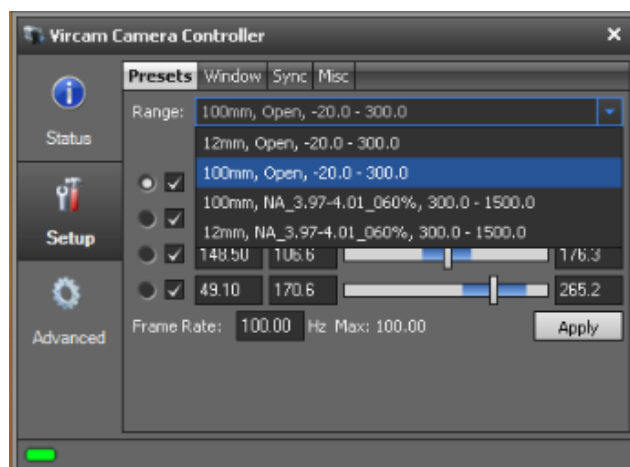 Vircam Camera Controller
Presets Window Sync Misc
Range: 100mm, Open, -20.0 - 300.0
Status
12mm, Open, -20.0 - 300.0
100mm, Open, -20.0 - 300.0
100mm, NA_3.97-4.01_060%, 300.0 - 1500.0
Setup
12mm, NA_3.97-4.01_060%, 300.0 - 1500.0
148.50 106.6 176.3
49.10 170.6 265.2
Advanced
Frame Rate: 100.00 Hz Max: 100.00 Apply